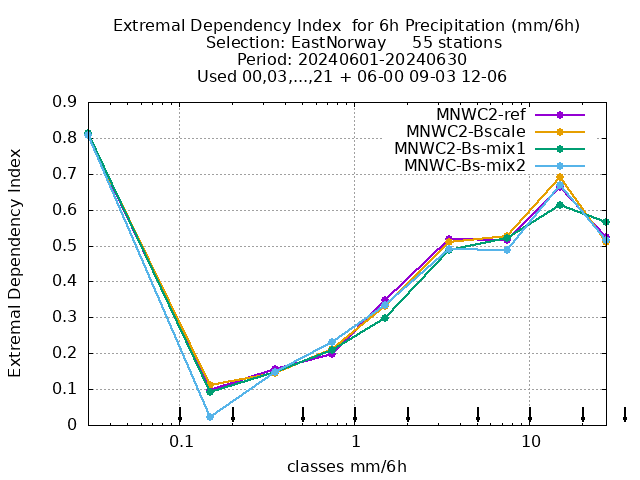 Extremal Dependency Index  for 6h Precipitation (mm/6h)
Selection: EastNorway     55 stations
Period: 20240601-20240630
Used 00,03,...,21 + 06-00 09-03 12-06
MNWC2-ref
MNWC2-Bscale
MNWC2-Bs-mix1
MNWC-Bs-mix2
Extremal Dependency Index
0.9
0.8
0.7
0.6
0.5
0.4
0.3
0.2
0.1
0
0.1 1 10
classes mm/6h